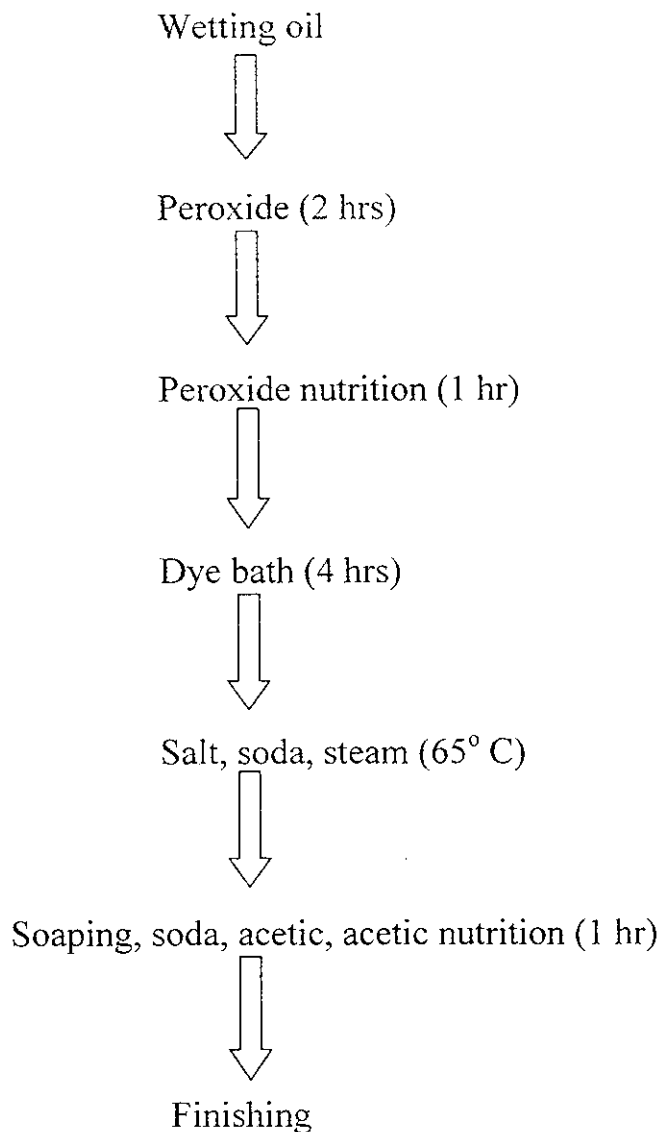 Wetting oil
Peroxide (2 hrs)
Peroxide nutrition (1 hr)
Dye bath (4 hrs)
Salt, soda, steam (65° C)
Soaping, soda, acetic, acetic nutrition (1 hr)
Finishing